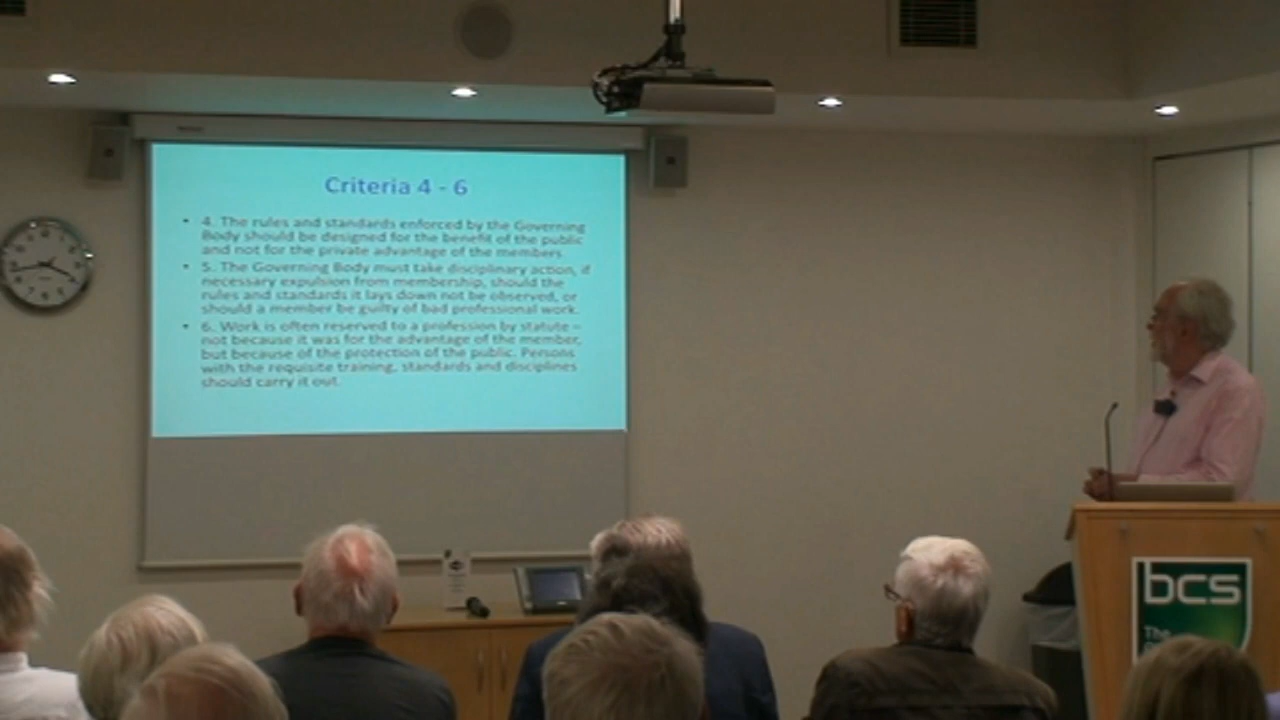 Criteria 4 - 6
• 4. The rules and standards enforced by the Governing
Body should be designed for the benefit of the public
and not for the private advantage of the members
• 5. The Governing Body must take disciplinary action, if
necessary expulsion from membership, should the
rules and standards it lays down not be observed, or
should a member be guilty of bad professional work.
• 6. Work is often reserved to a profession by statute –
not because it was for the advantage of the member,
but because of the protection of the public. Persons
with the requisite training, standards and disciplines
should carry it out.
bcs
The